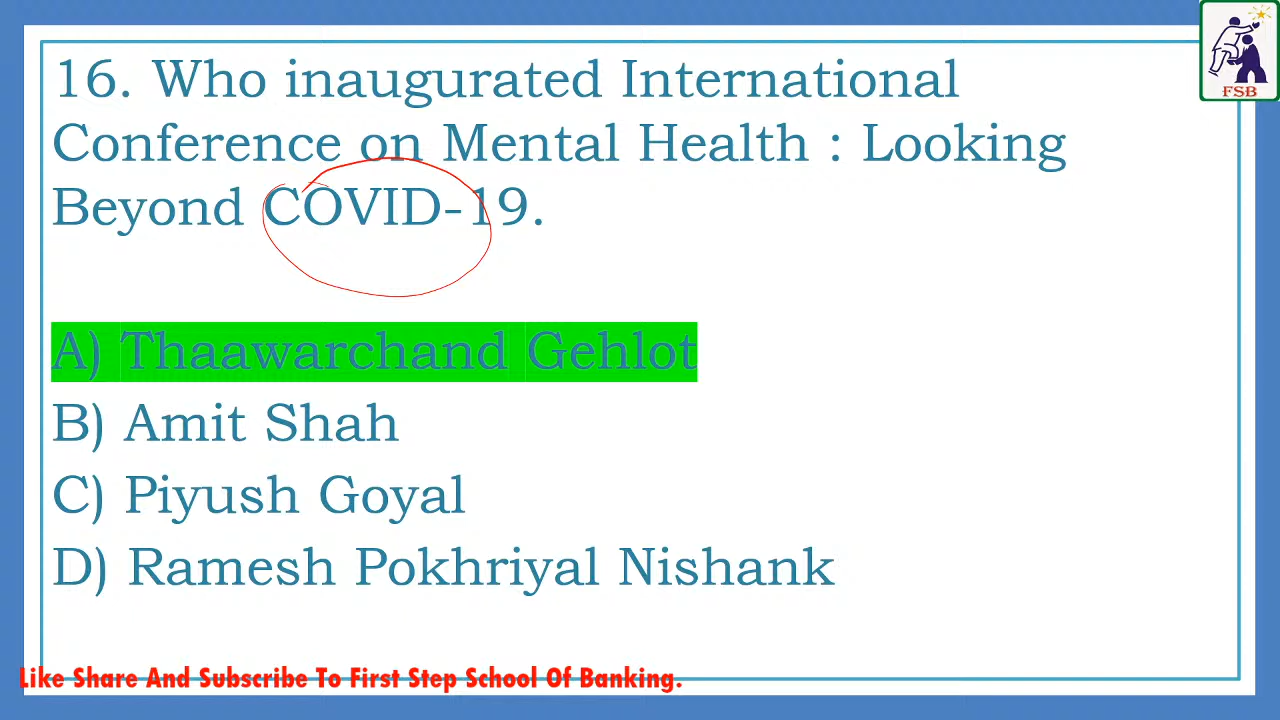 FSB
16. Who inaugurated International
Conference on Mental Health : Looking
Beyond COVID-19.
A) Thaawarchand Gehlot
B) Amit Shah
C) Piyush Goyal
D) Ramesh Pokhriyal Nishank
Like Share And Subscribe To First Step School Of Banking.